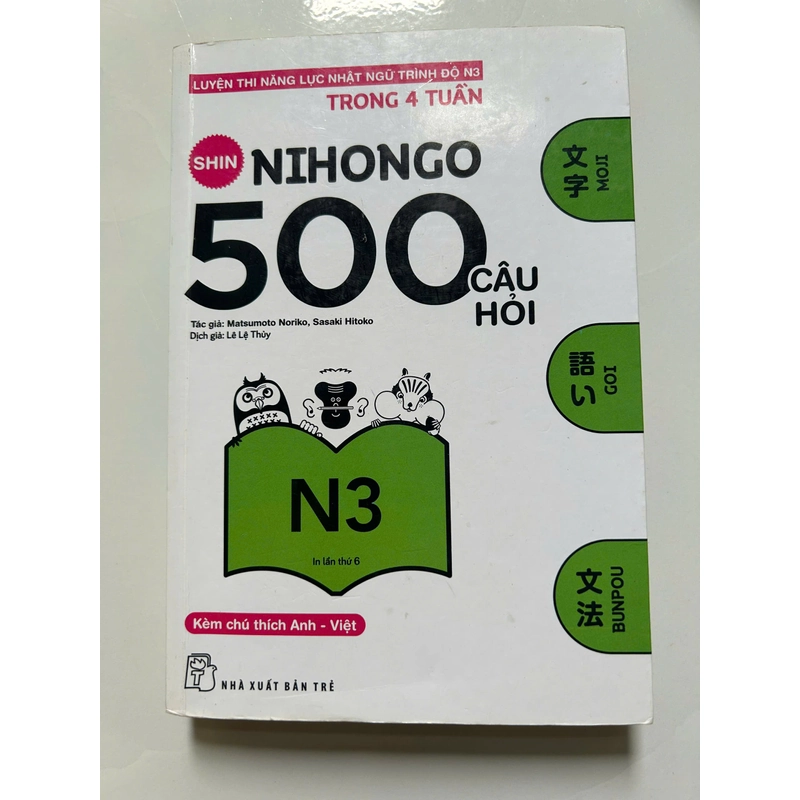 LUYỆN THI NĂNG LỰC NHẬT NGỮ TRÌNH ĐỘ N3
TRONG 4 TUẦN
SHIN
NIHONGO
500
CÂU
HỎI
Tác giả: Matsumoto Noriko, Sasaki Hitoko
Dịch giả: Lê Lệ Thủy
文字
MOJI
語い
GOI
文法
BUNPOU
N3
In lần thứ 6
Kèm chú thích Anh - Việt
T
NHÀ XUẤT BẢN TRẺ